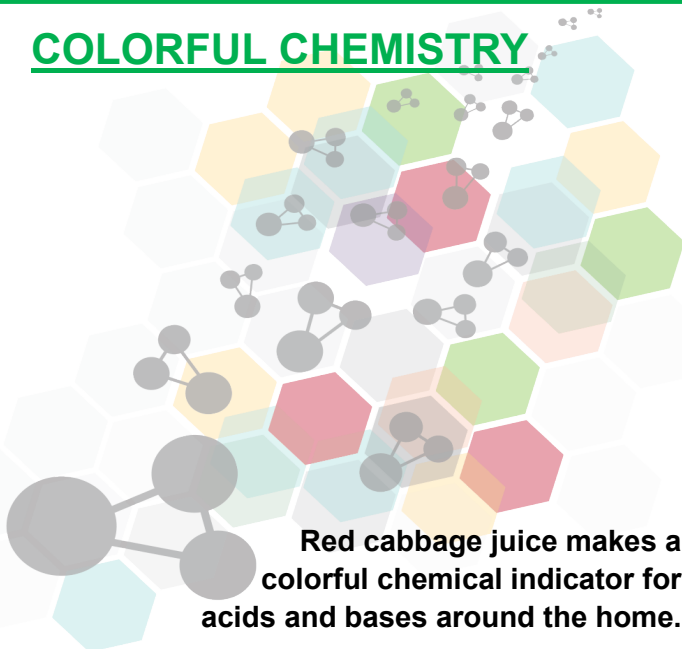 COLORFUL CHEMISTRY
Red cabbage juice makes a
colorful chemical indicator for
acids and bases around the home.